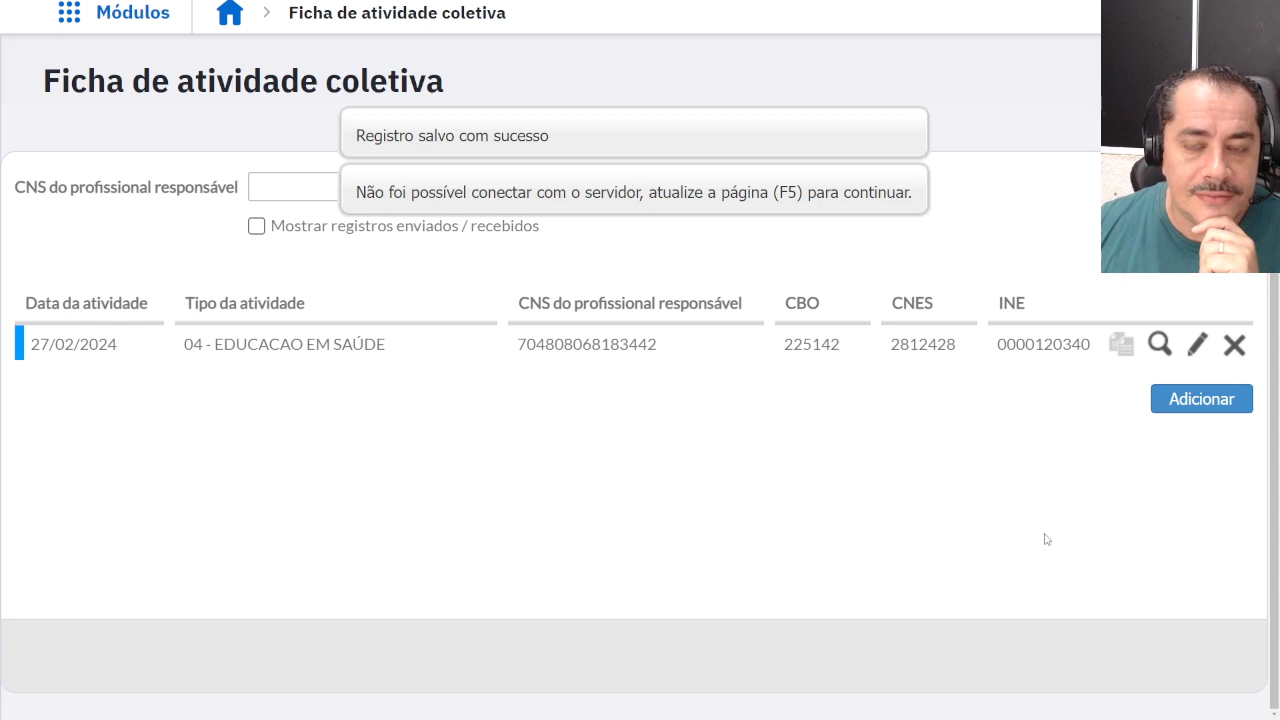 Módulos
Ficha de atividade coletiva
Ficha de atividade coletiva
Registro salvo com sucesso
CNS do profissional responsável
Não foi possível conectar com o servidor, atualize a página (F5) para continuar.
Mostrar registros enviados / recebidos
Data da atividade Tipo da atividade CNS do profissional responsável CBO CNES INE
27/02/2024 04 - EDUCACAO EM SAÚDE 704808068183442 225142 2812428 0000120340
Adicionar